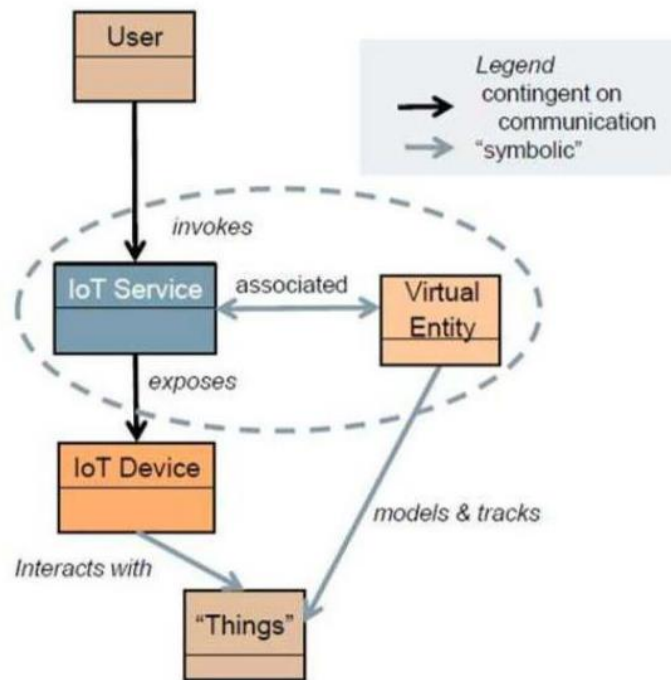 User
Legend
contingent on
communication
“symbolic”
invokes
IoT Service
associated
Virtual
Entity
exposes
IoT Device
models & tracks
Interacts with
“Things”